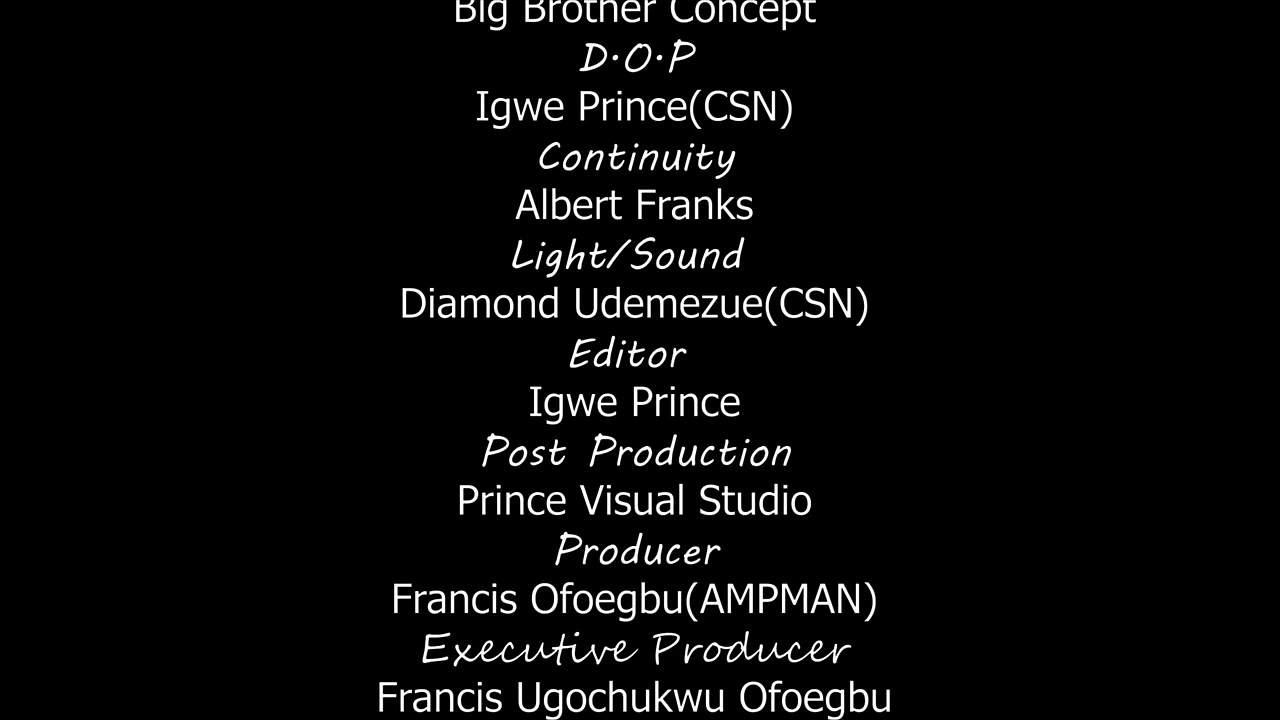 Big Brother Concept
D.O.P
Igwe Prince(CSN)
Continuity
Albert Franks
Light/Sound
Diamond Udemezue(CSN)
Editor
Igwe Prince
Post Production
Prince Visual Studio
Producer
Francis Ofoegbu(AMPMAN)
Executive Producer
Francis Ugochukwu Ofoegbu